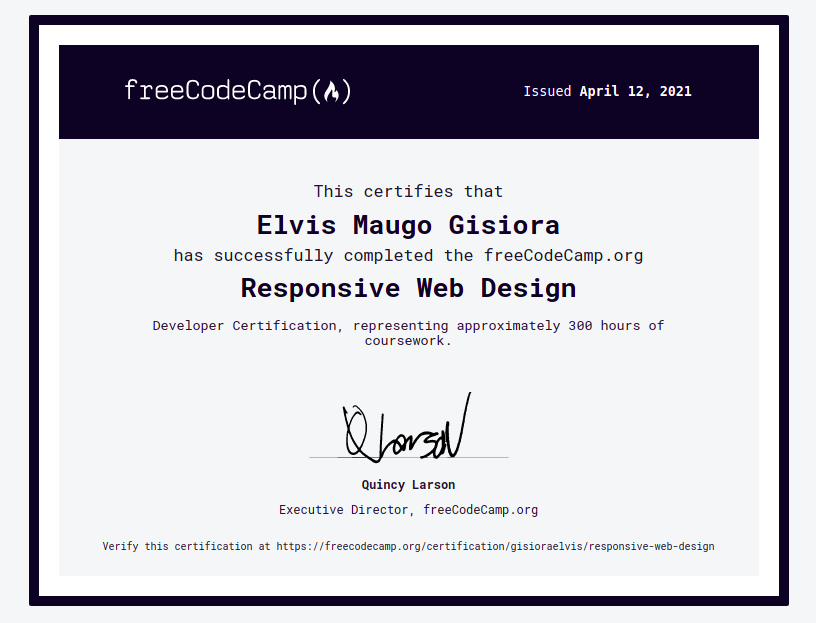 freeCodeCamp
Issued April 12, 2021
This certifies that
Elvis Maugo Gisiora
has successfully completed the freeCodeCamp.org
Responsive Web Design
Developer Certification, representing approximately 300 hours of
coursework.
Q Larson
Quincy Larson
Executive Director, freeCodeCamp.org
Verify this certification at https://freecodecamp.org/certification/gisioraelvis/responsive-web-design